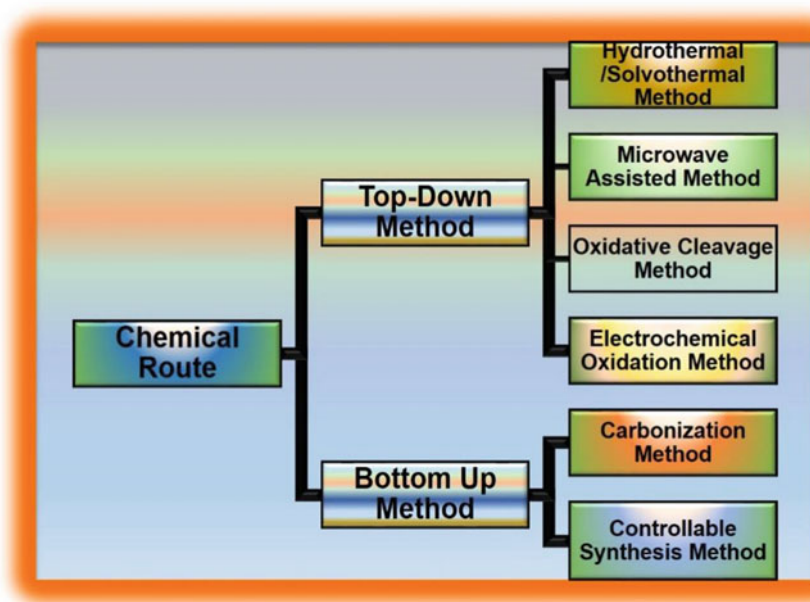 Hydrothermal
/Solvothermal
Method
Microwave
Assisted Method
Top-Down
Method
Oxidative Cleavage
Method
Chemical
Route
Electrochemical
Oxidation Method
Carbonization
Method
Bottom Up
Method
Controllable
Synthesis Method